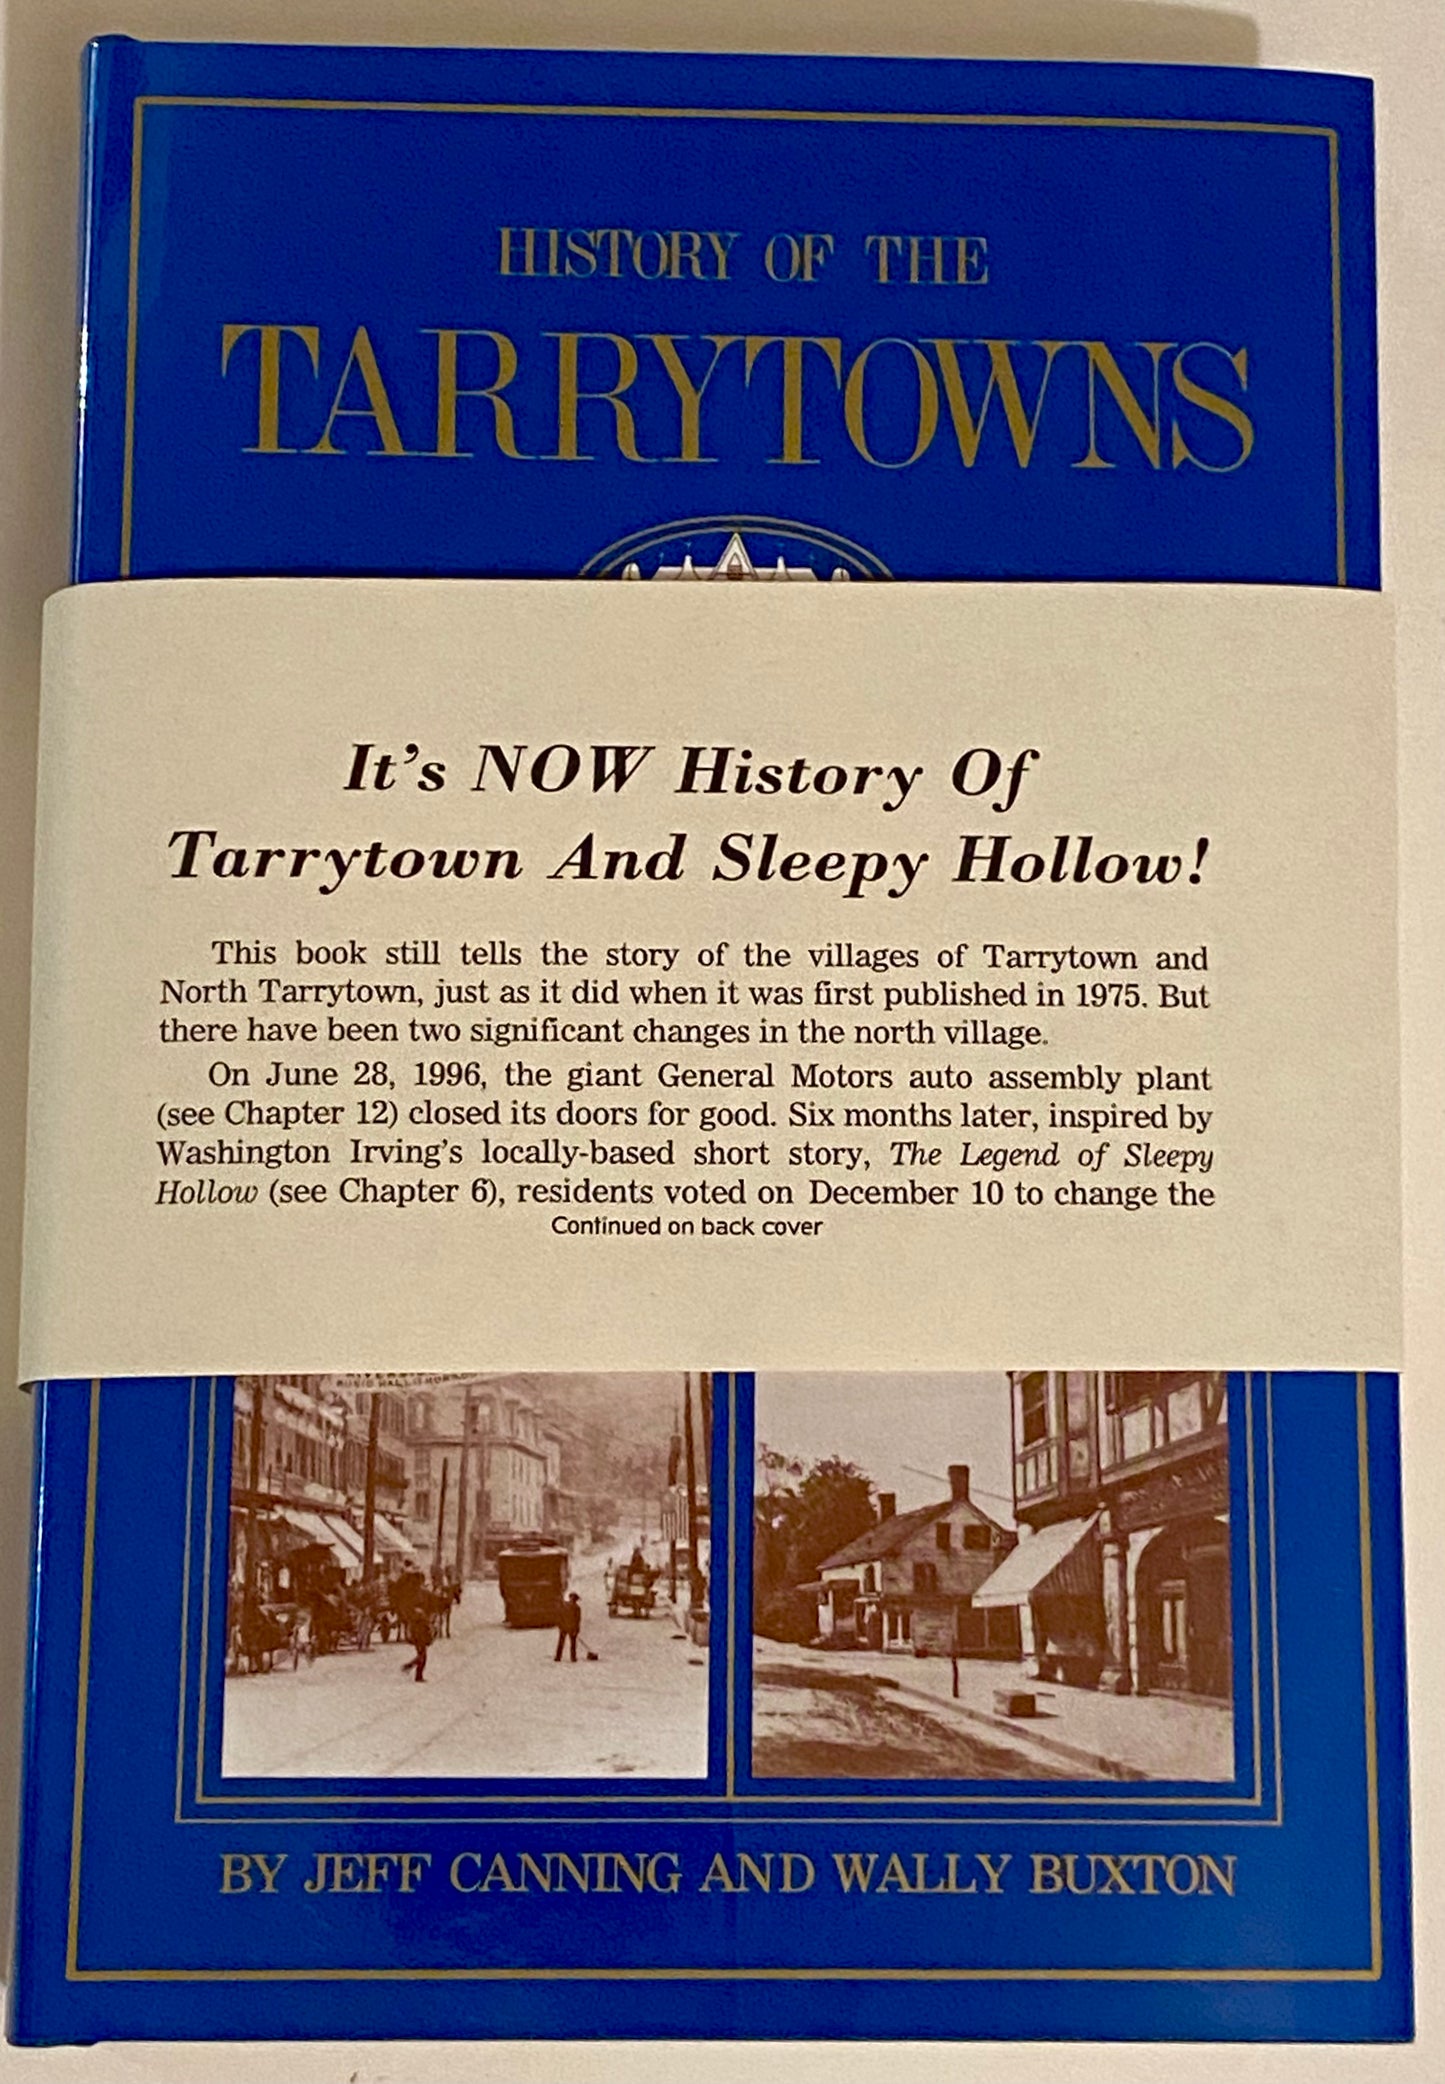 HISTORY OF THE
TARRYTOWNS
It's NOW History Of
Tarrytown And Sleepy Hollow!
This book still tells the story of the villages of Tarrytown and
North Tarrytown, just as it did when it was first published in 1975. But
there have been two significant changes in the north village.
On June 28, 1996, the giant General Motors auto assembly plant
(see Chapter 12) closed its doors for good. Six months later, inspired by
Washington Irving's locally-based short story, The Legend of Sleepy
Hollow (see Chapter 6), residents voted on December 10 to change the
Continued on back cover
MUSIC HALL
BY JEFF CANNING AND WALLY BUXTON